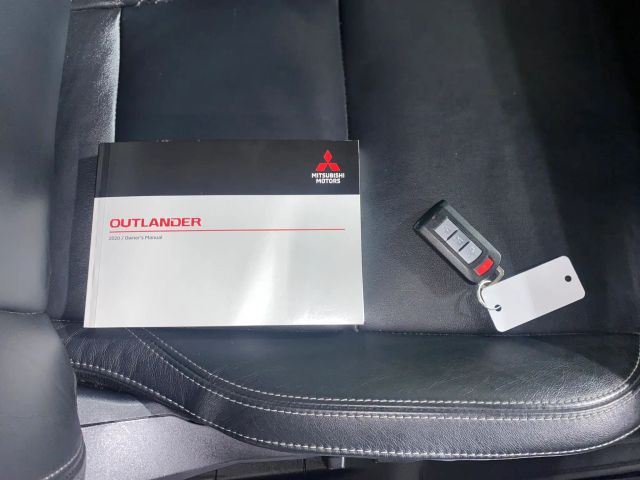 MITSUBISHI
MOTORS
OUTLANDER
2020 / Owner's Manual